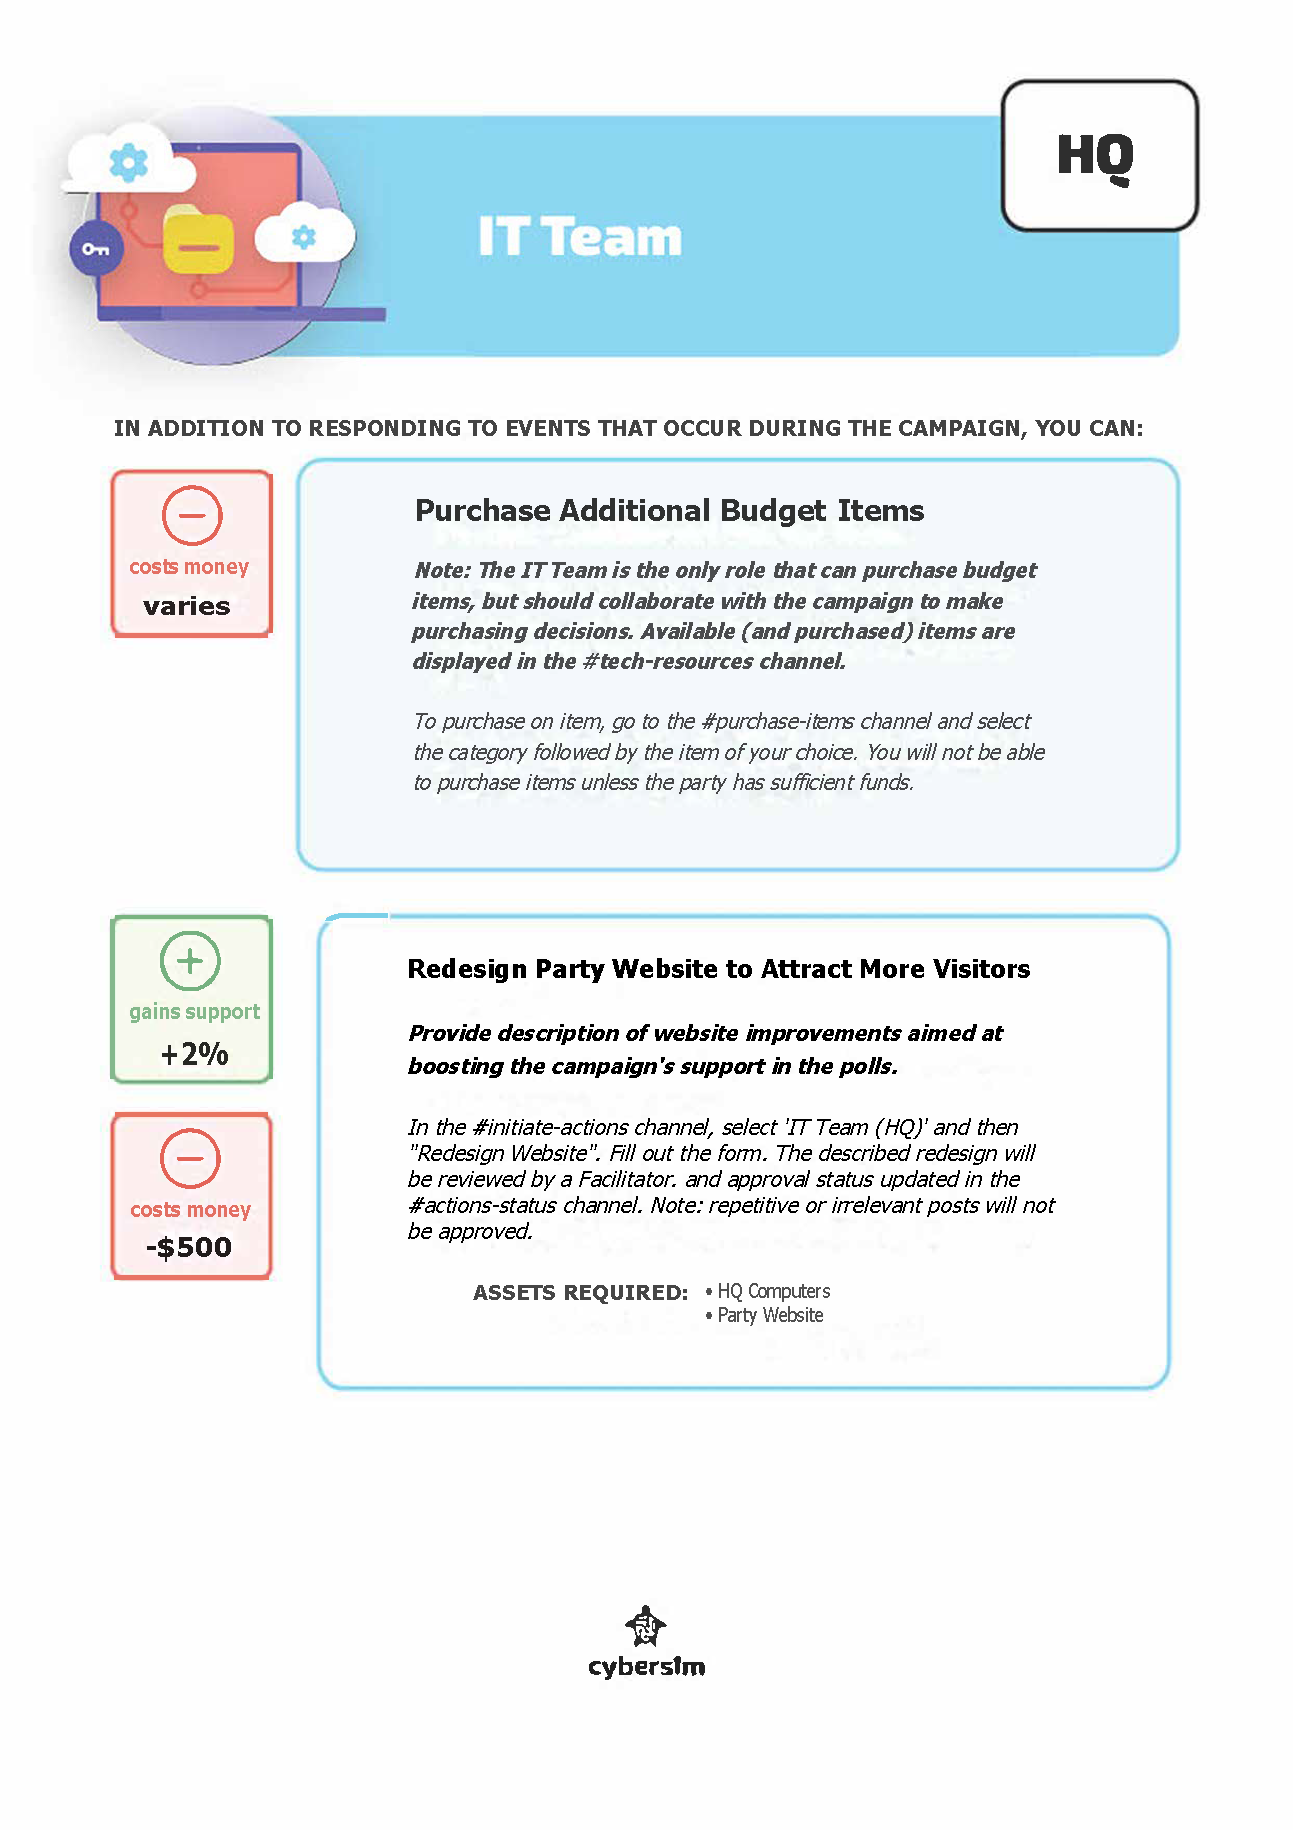 HQ
IT Team
IN ADDITION TO RESPONDING TO EVENTS THAT OCCUR DURING THE CAMPAIGN, YOU CAN:
costs money
varies
Purchase Additional Budget Items
Note: The IT Team is the only role that can purchase budget
items, but should collaborate with the campaign to make
purchasing decisions. Available (and purchased) items are
displayed in the #tech-resources channel.
To purchase on item, go to the #purchase-items channel and select
the category followed by the item of your choice. You will not be able
to purchase items unless the party has sufficient funds.
gains support
+2%
costs money
-$500
Redesign Party Website to Attract More Visitors
Provide description of website improvements aimed at
boosting the campaign's support in the polls.
In the #initiate-actions channel, select 'IT Team (HQ)' and then
"Redesign Website". Fill out the form. The described redesign will
be reviewed by a Facilitator. and approval status updated in the
#actions-status channel. Note: repetitive or irrelevant posts will not
be approved.
ASSETS REQUIRED: • HQ Computers
• Party Website
cybersim